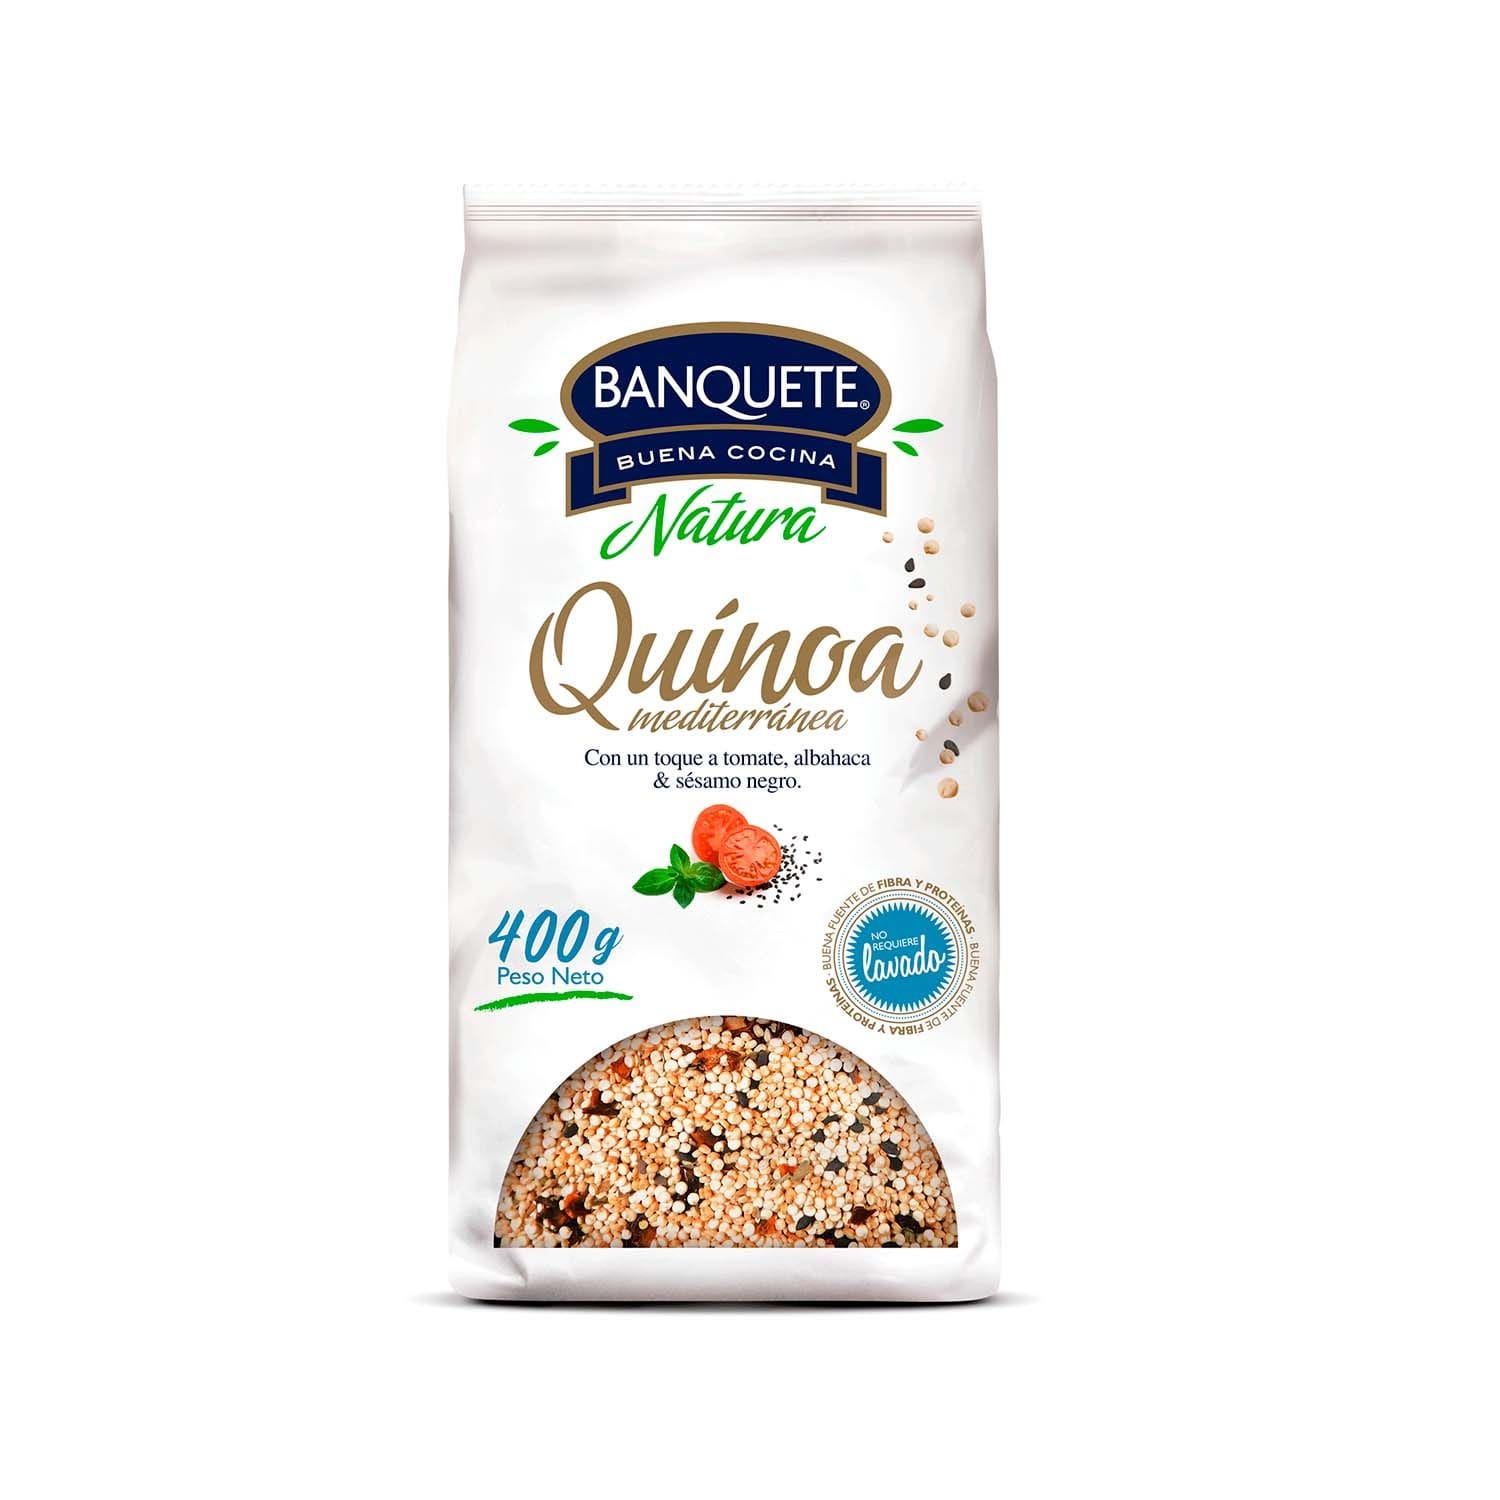 BANQUETE®
BUENA COCINA
Natura
Quínoa
mediterránea
Con un toque a tomate, albahaca
& sésamo negro.
400g
Peso Neto
BUENA FUENTE DE FIBRA Y PROTEÍNAS · BUENA FUENTE DE FIBRA Y PROTEÍNAS ·
NO
REQUIERE
lavado